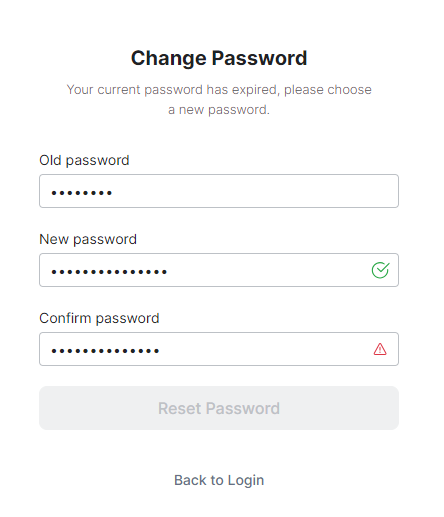 Change Password
Your current password has expired, please choose
a new password.
Old password
••••••••
New password
•••••••••••••••
Confirm password
••••••••••••••
Reset Password
Back to Login